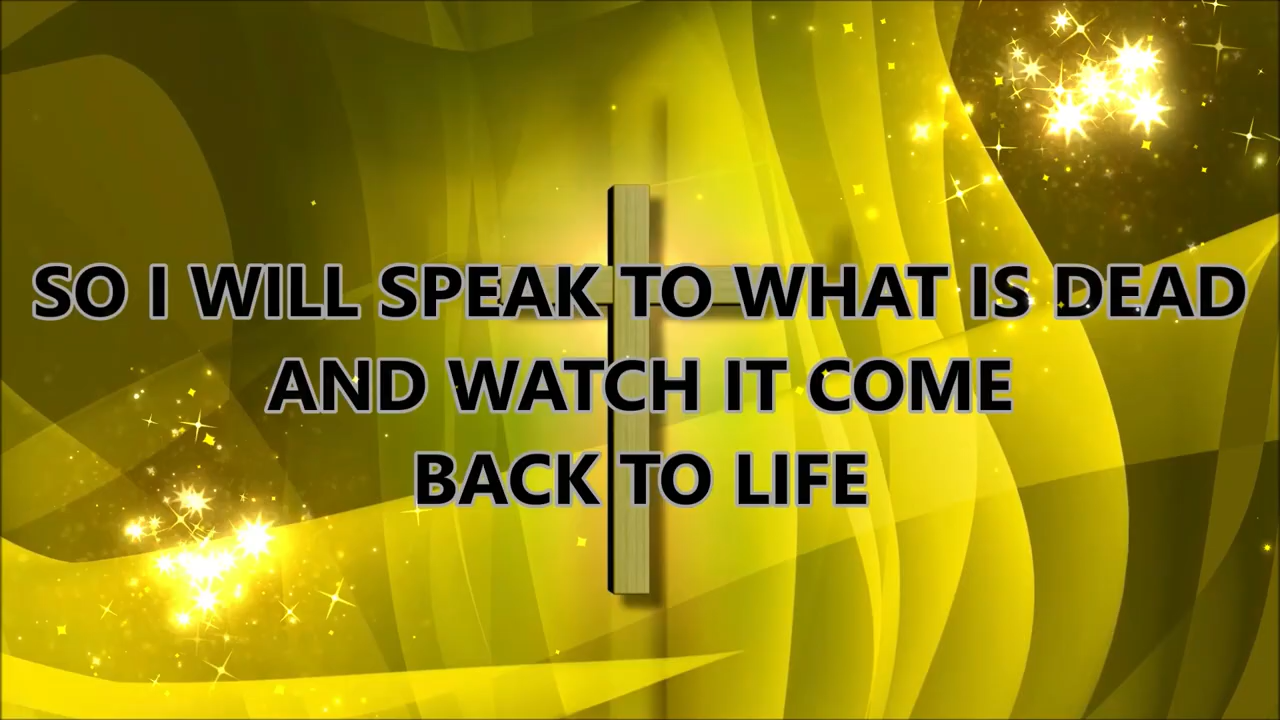 SO I WILL SPEAK TO WHAT IS DEAD
AND WATCH IT COME
BACK TO LIFE